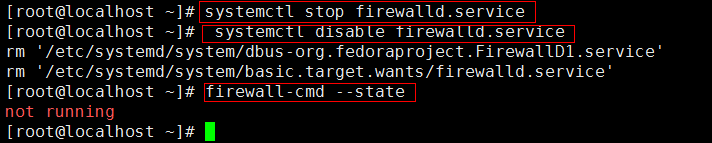 [root@localhost ~]# systemctl stop firewalld.service
[root@localhost ~]#  systemctl disable firewalld.service
rm '/etc/systemd/system/dbus-org.fedoraproject.FirewallD1.service'
rm '/etc/systemd/system/basic.target.wants/firewalld.service'
[root@localhost ~]# firewall-cmd --state
not running
[root@localhost ~]#